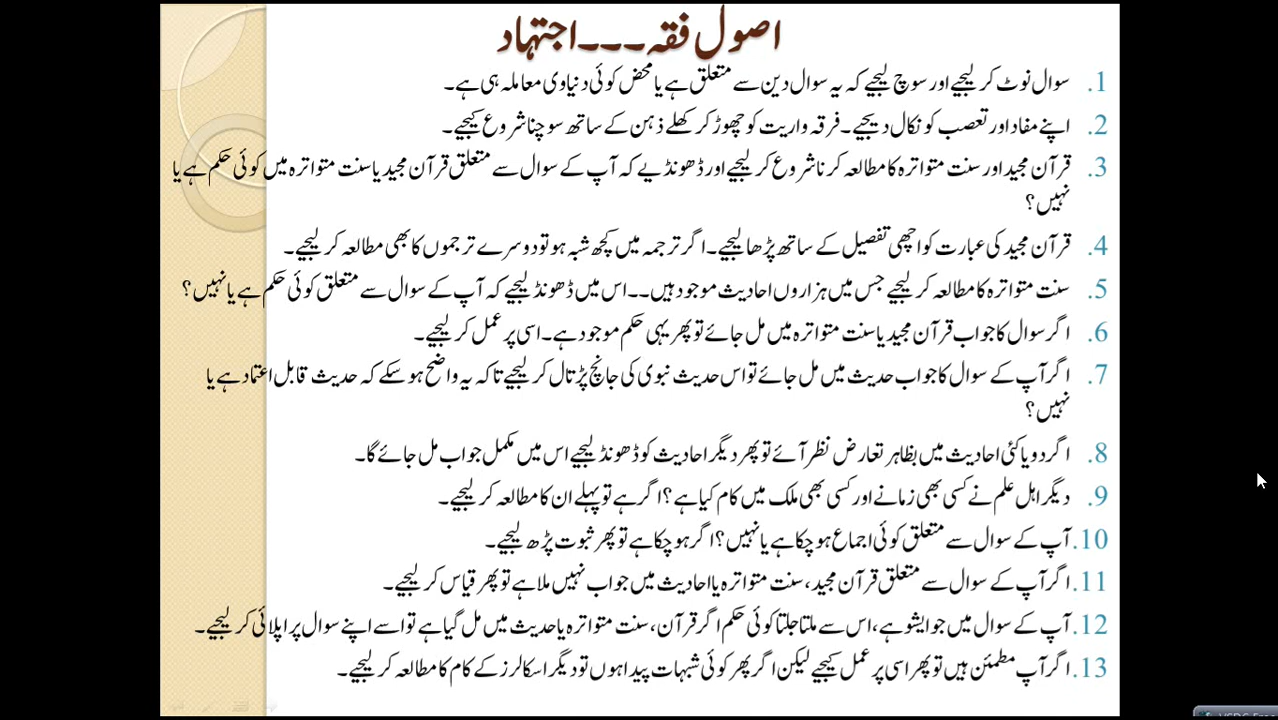 اصول فقہ۔۔۔اجتہاد
1. سوال نوٹ کر لیجیے اور سوچ لیجیے کہ یہ سوال دین سے متعلق ہے یا محض کوئی دنیاوی معاملہ ہی ہے۔
2. اپنے مفاد اور تعصب کو نکال دیجیے۔ فرقہ واریت کو چھوڑ کر کھلے ذہن کے ساتھ سوچنا شروع کیجیے۔
3. قرآن مجید اور سنت متواترہ کا مطالعہ کرنا شروع کر لیجیے اور ڈھونڈیے کہ آپ کے سوال سے متعلق قرآن مجید یا سنت متواترہ میں کوئی حکم ہے یا
نہیں؟
4. قرآن مجید کی عبارت کو اچھی تفصیل کے ساتھ پڑھا لیجیے۔ اگر ترجمہ میں کچھ شبہ ہو تو دوسرے ترجموں کا بھی مطالعہ کر لیجیے۔
5. سنت متواترہ کا مطالعہ کر لیجیے جس میں ہزاروں احادیث موجود ہیں۔۔ اس میں ڈھونڈ لیجیے کہ آپ کے سوال سے متعلق کوئی حکم ہے یا نہیں؟
6. اگر سوال کا جواب قرآن مجید یا سنت متواترہ میں مل جائے تو پھر یہی حکم موجود ہے۔ اسی پر عمل کر لیجیے۔
7. اگر آپ کے سوال کا جواب حدیث میں مل جائے تو اس حدیث نبوی کی جانچ پڑتال کر لیجیے تاکہ یہ واضح ہو سکے کہ حدیث قابل اعتماد ہے یا
نہیں؟
8. اگر دو یا کئی احادیث میں بظاہر تعارض نظر آئے تو پھر دیگر احادیث کو ڈھونڈ لیجیے اس میں مکمل جواب مل جائے گا۔
9. دیگر اہل علم نے کسی بھی زمانے اور کسی بھی ملک میں کام کیا ہے؟ اگر ہے تو پہلے ان کا مطالعہ کر لیجیے۔
10. آپ کے سوال سے متعلق کوئی اجماع ہو چکا ہے یا نہیں؟ اگر ہو چکا ہے تو پھر ثبوت پڑھ لیجیے۔
11. اگر آپ کے سوال سے متعلق قرآن مجید، سنت متواترہ یا احادیث میں جواب نہیں ملا ہے تو پھر قیاس کر لیجیے۔
12. آپ کے سوال میں جو ایشو ہے، اس سے ملتا جلتا کوئی حکم اگر قرآن، سنت متواترہ یا حدیث میں مل گیا ہے تو اسے اپنے سوال پر اپلائی کر لیجیے۔
13. اگر آپ مطمئن ہیں تو پھر اسی پر عمل کیجیے لیکن اگر پھر کوئی شبہات پیدا ہوں تو دیگر اسکالرز کے کام کا مطالعہ کر لیجیے۔